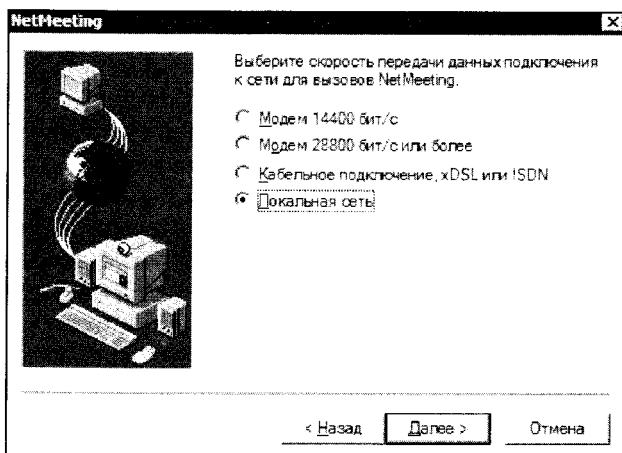 NetMeeting
Выберите скорость передачи данных подключения
к сети для вызовов NetMeeting.
Модем 14400 бит/с
Модем 28800 бит/с или более
Кабельное подключение, xDSL или ISDN
Локальная сеть
< Назад
Далее >
Отмена